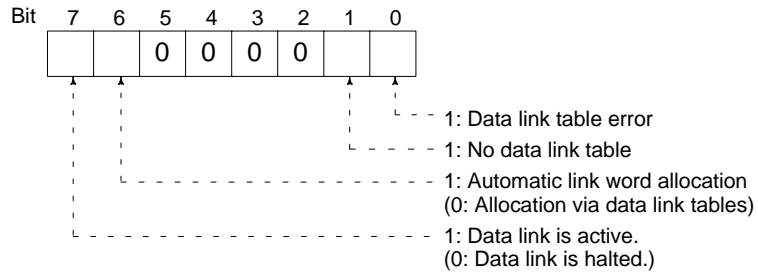 Bit 7 6 5 4 3 2 1 0
0 0 0 0
1: Data link table error
1: No data link table
1: Automatic link word allocation
(0: Allocation via data link tables)
1: Data link is active.
(0: Data link is halted.)